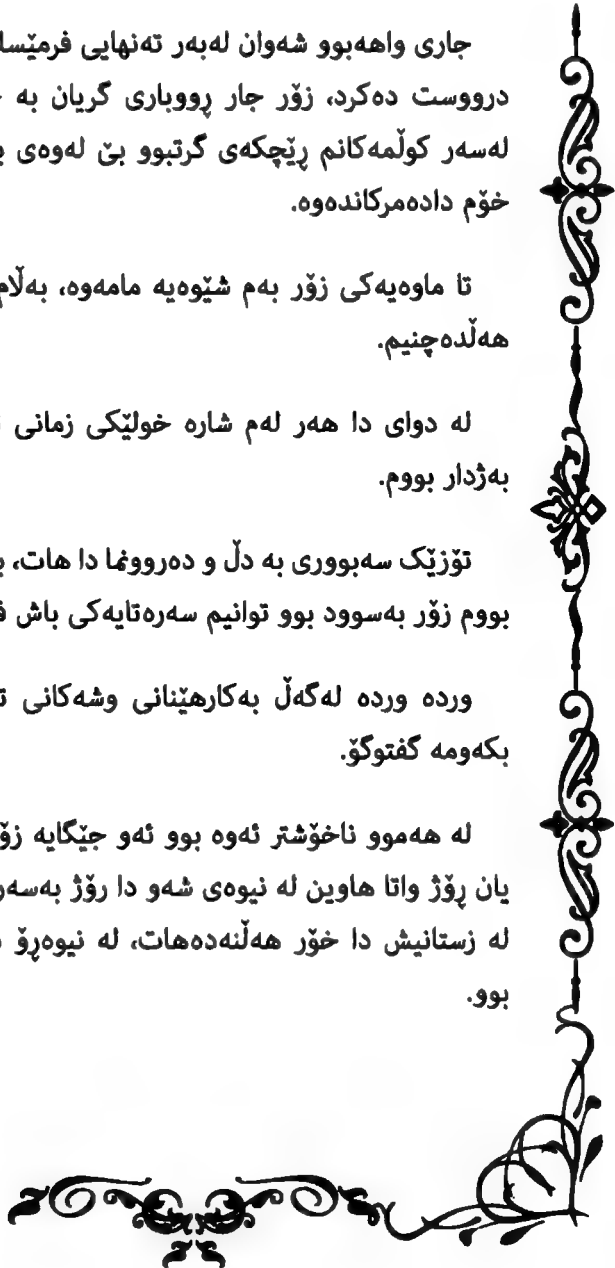 جاری واهەبوو شەوان لەبەر تەنهایی
درووست دەکرد، زۆر جار ڕووباری گریان بە
لەسەر کوڵمەکانم ڕێچکەی گرتبوو بێ لەوەی
خۆم دادەمرکاندەوە.
تا ماوەیەکی زۆر بەم شێوەیە مامەوە، بەڵام
هەڵدەچنیم.
لە دوای دا هەر لەم شارە خولێکی زمانی
بەژدار بووم.
تۆزێک سەبووری بە دڵ و دەروونما دا هات،
بووم زۆر بەسوود بوو توانیم سەرەتایەکی باش
وردە وردە لەگەڵ بەکارهێنانی وشەکانی
بکەومە گفتوگۆ.
لە هەموو ناخۆشتر ئەوە بوو ئەو جێگایە
یان ڕۆژ واتا هاوین لە نیوەی شەو دا رۆژ
لە زستانیش دا خۆر هەڵنەدەهات، لە نیوەڕۆ
بوو.